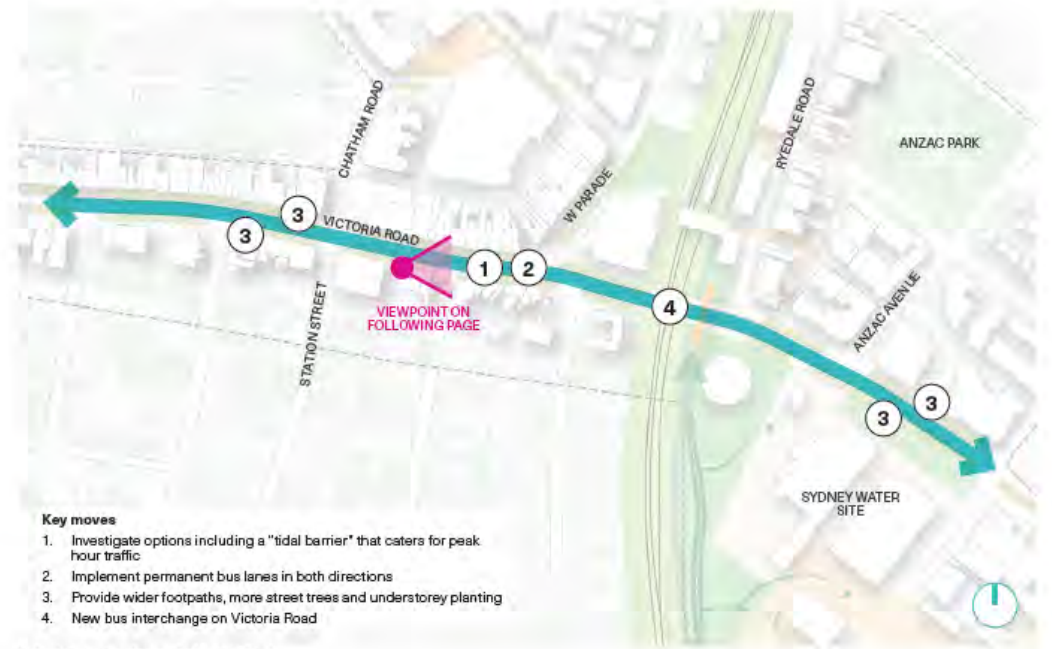 CHATHAM ROAD
RYEDALE ROAD
ANZAC PARK
W PARADE
3
3
VICTORIA ROAD
1
2
4
VIEWPOINT ON
FOLLOWING PAGE
STATION STREET
ANZAC AVENUE
3
3
SYDNEY WATER
SITE
Key moves
1. Investigate options including a "tidal barrier" that caters for peak
hour traffic
2. Implement permanent bus lanes in both directions
3. Provide wider footpaths, more street trees and understorey planting
4. New bus interchange on Victoria Road